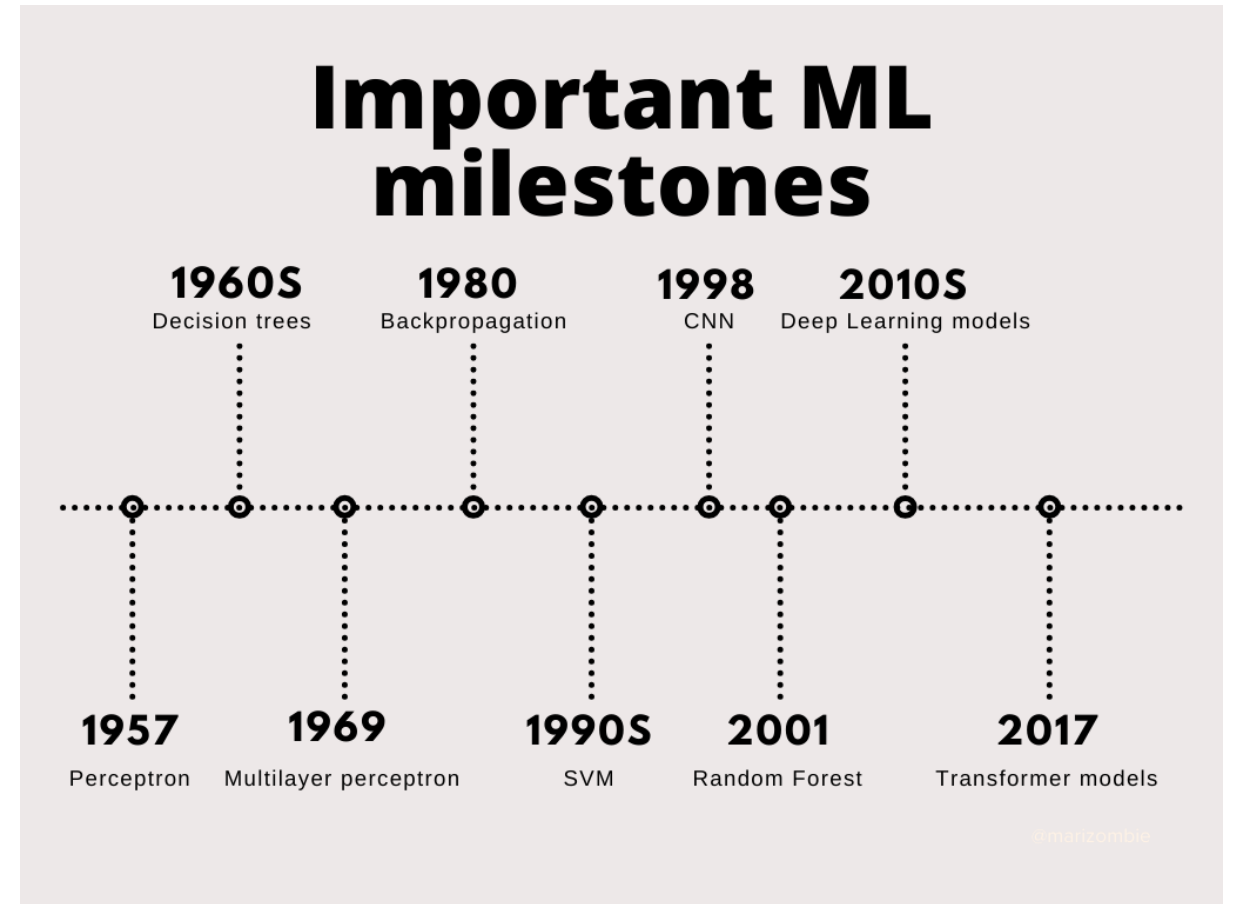 Important ML
milestones
1960S
Decision trees
1980
Backpropagation
1998
CNN
2010S
Deep Learning models
1957
Perceptron
1969
Multilayer perceptron
1990S
SVM
2001
Random Forest
2017
Transformer models
@marizombie